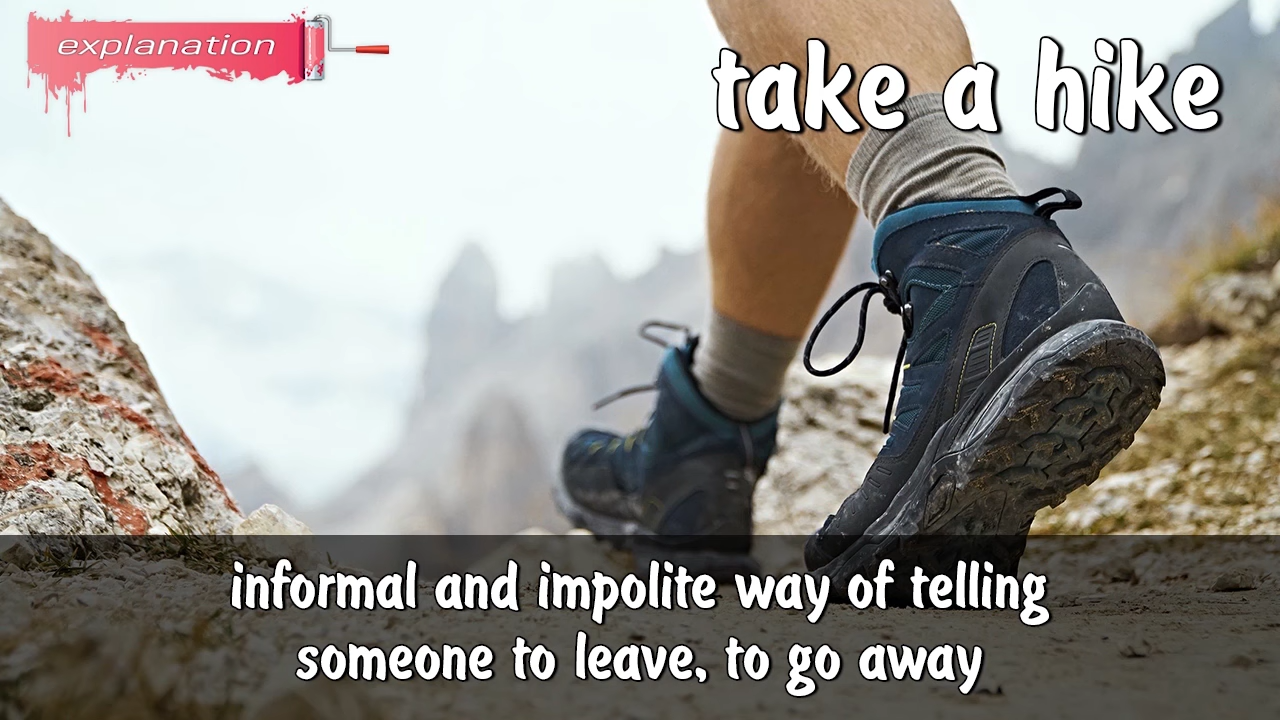 explanation
take a hike
informal and impolite way of telling
someone to leave, to go away